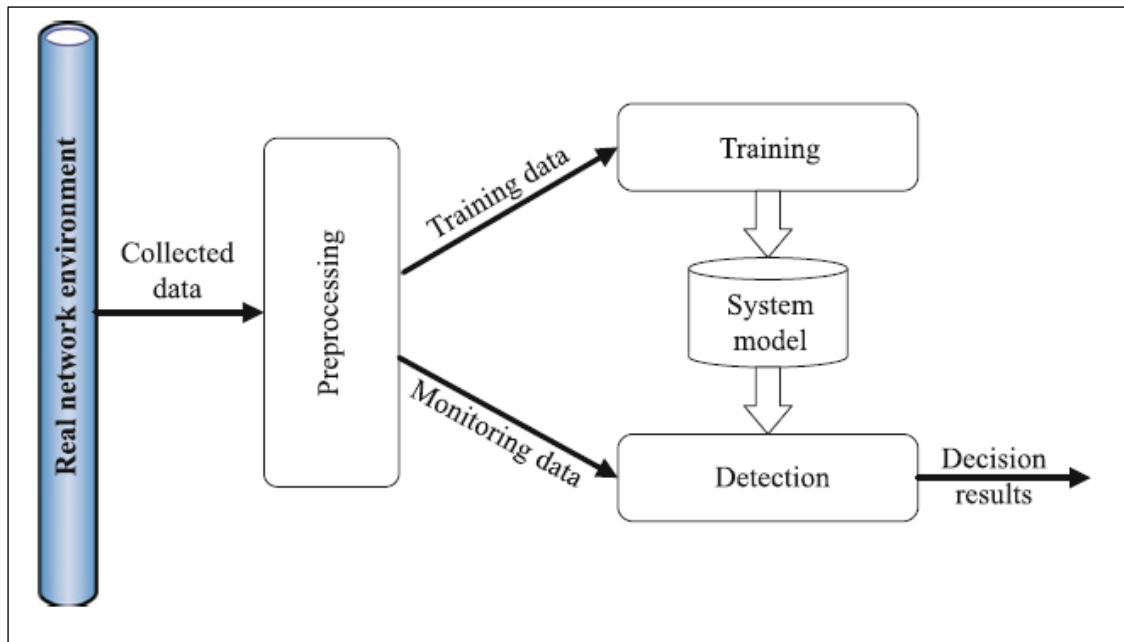 Real network environment
Collected
data
Preprocessing
Training data
Monitoring data
Training
System
model
Detection
Decision
results